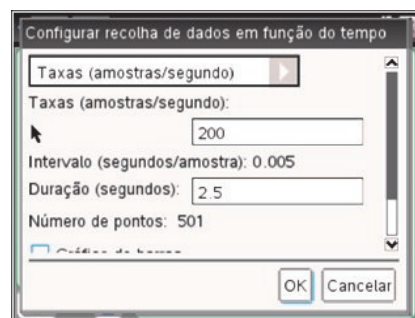 Configurar recolha de dados em função do tempo
Taxas (amostras/segundo)
Taxas (amostras/segundo):
200
Intervalo (segundos/amostra): 0.005
Duração (segundos): 2.5
Número de pontos: 501
OK Cancelar